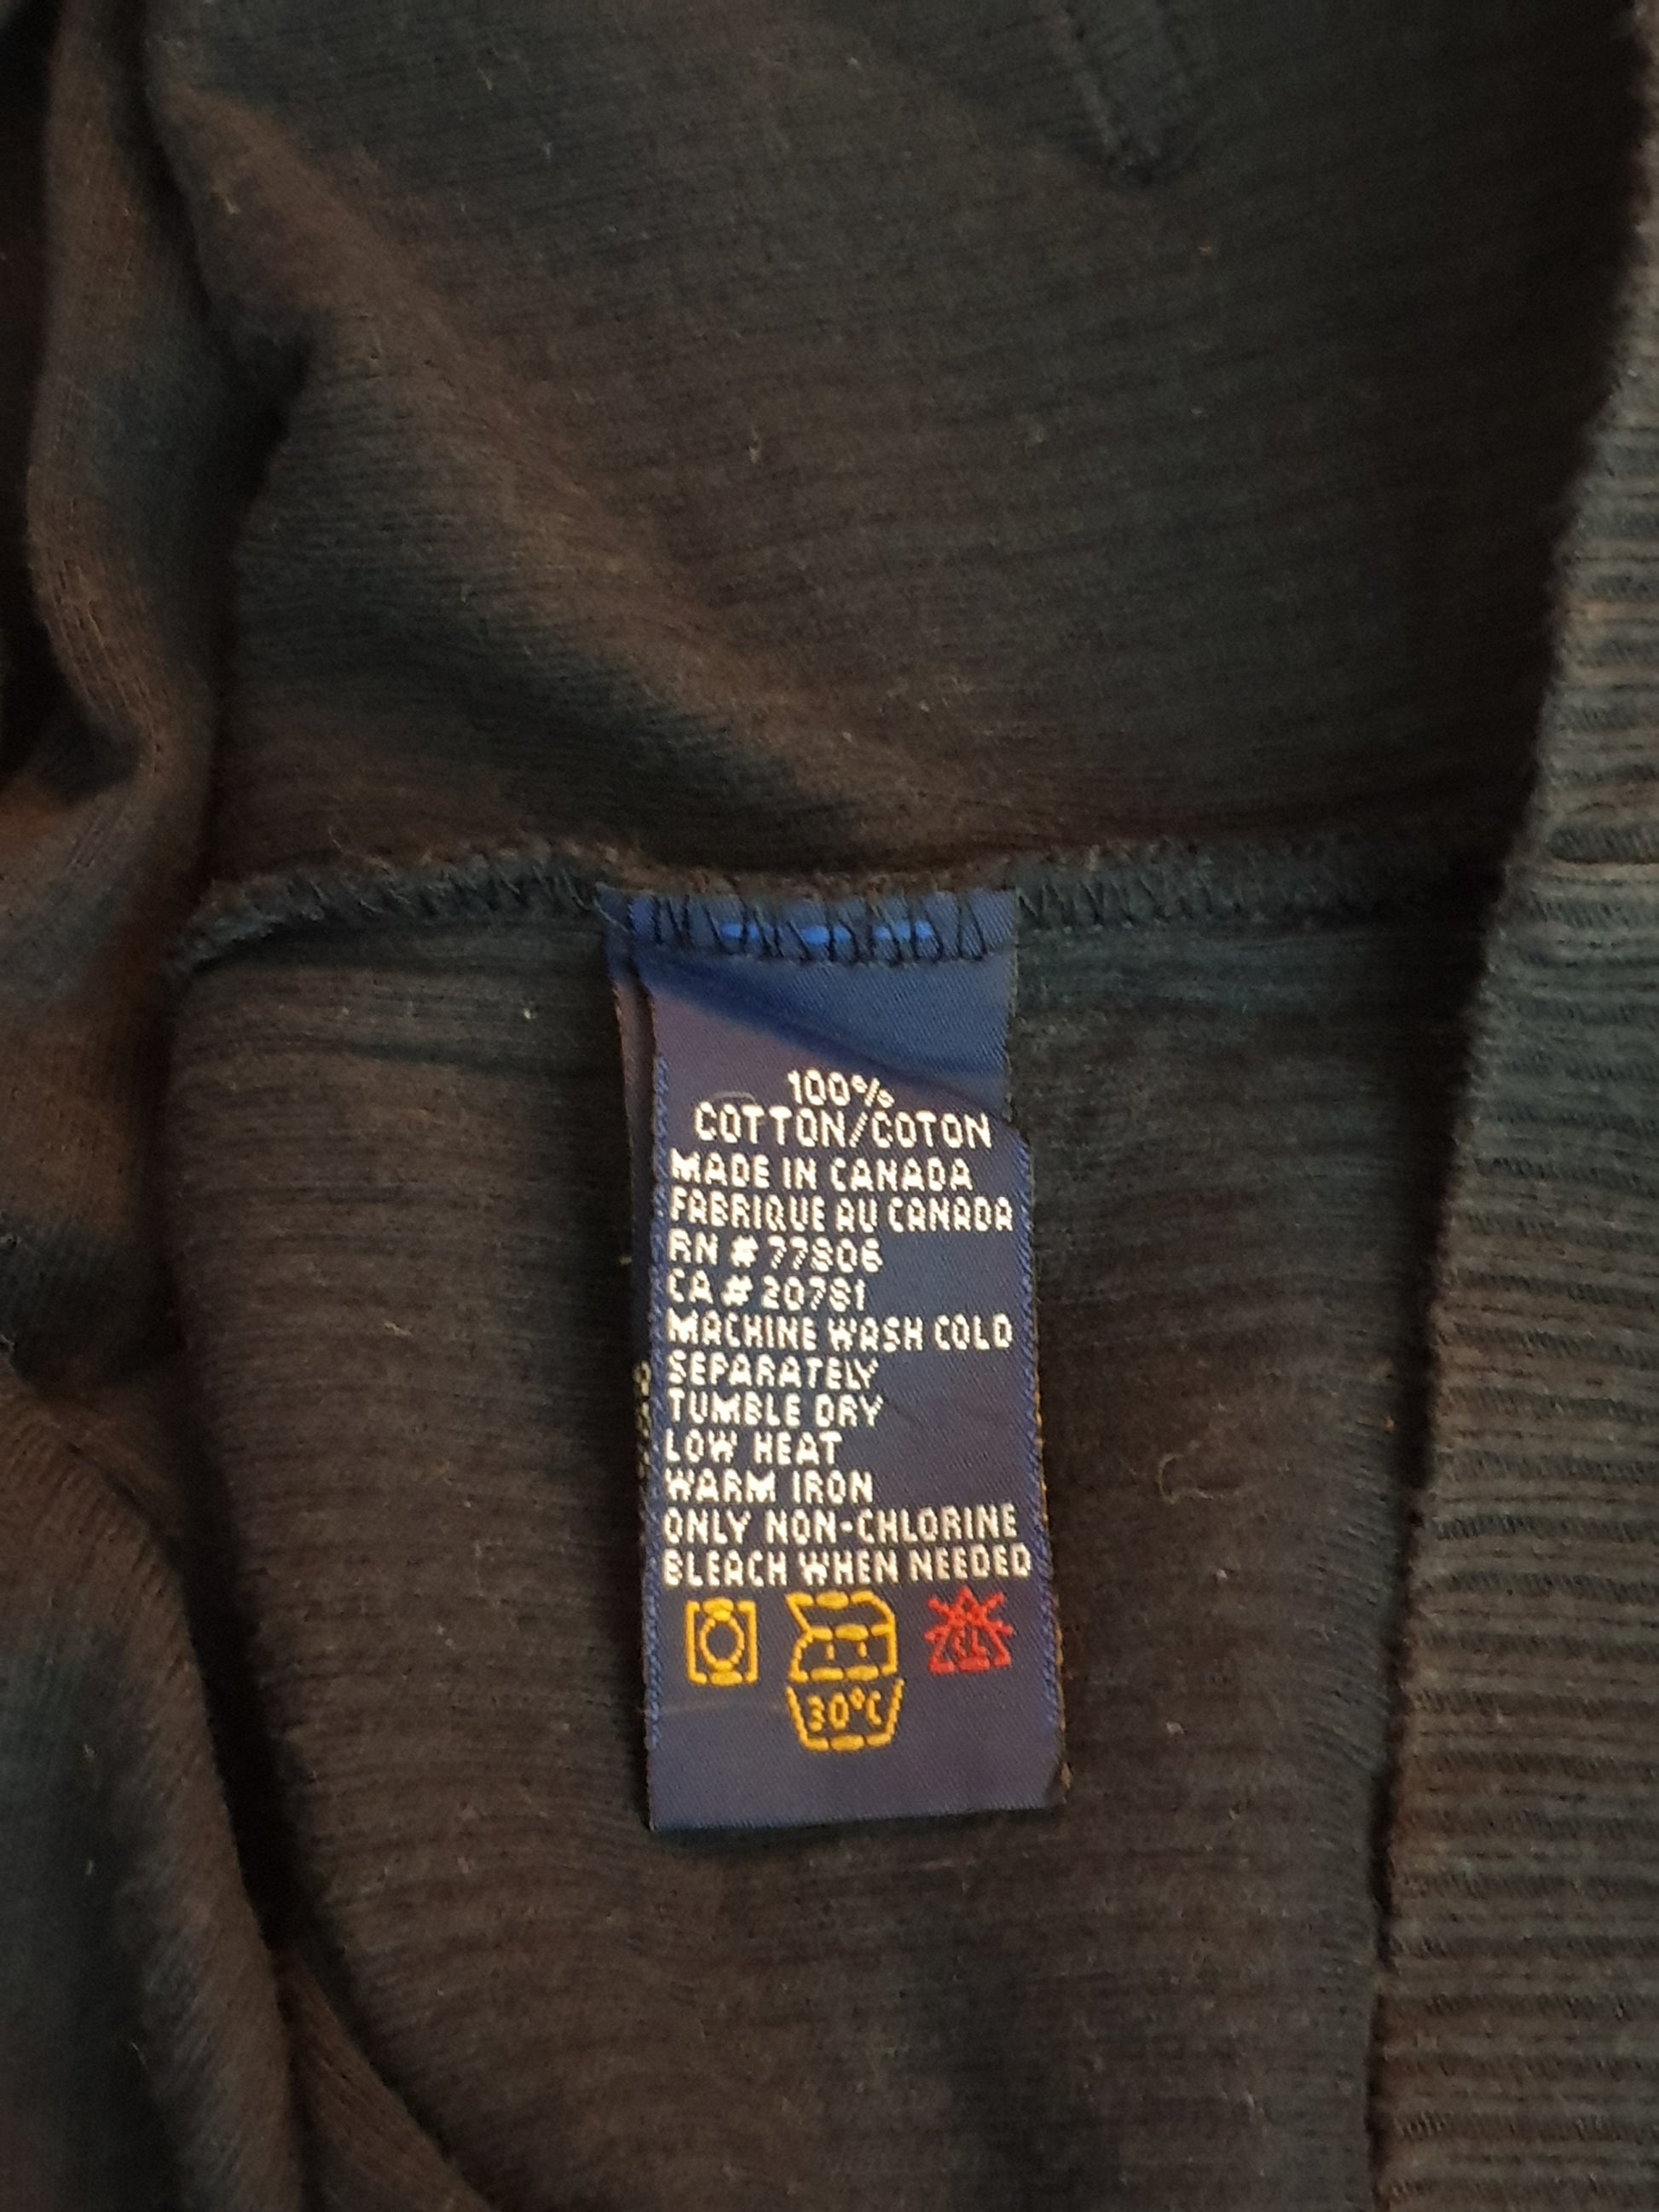 100%
COTTON/COTON
MADE IN CANADA
FABRIQUE AU CANADA
RN # 77806
CA # 20781
MACHINE WASH COLD
SEPARATELY
TUMBLE DRY
LOW HEAT
WARM IRON
ONLY NON-CHLORINE
BLEACH WHEN NEEDED
CL
30°C